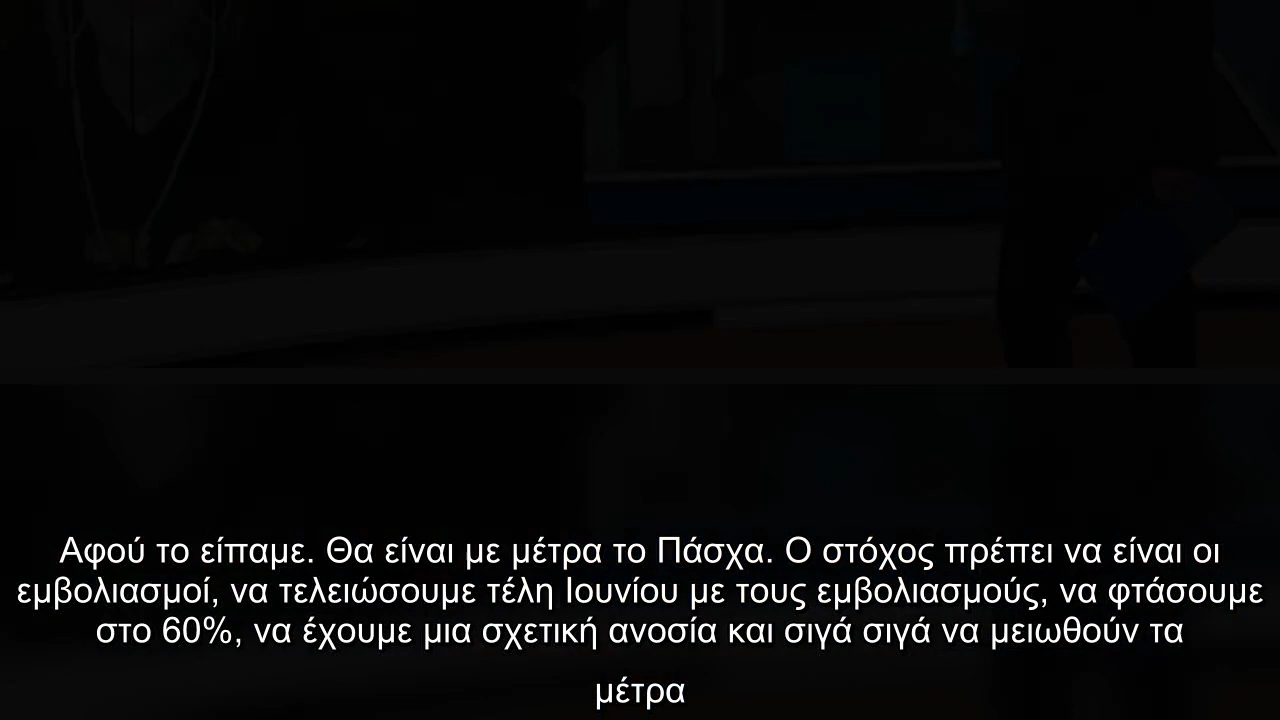 Αφού το είπαμε. Θα είναι με μέτρα το Πάσχα. Ο στόχος πρέπει να είναι οι
εμβολιασμοί, να τελειώσουμε τέλη Ιουνίου με τους εμβολιασμούς, να φτάσουμε
στο 60%, να έχουμε μια σχετική ανοσία και σιγά σιγά να μειωθούν τα
μέτρα